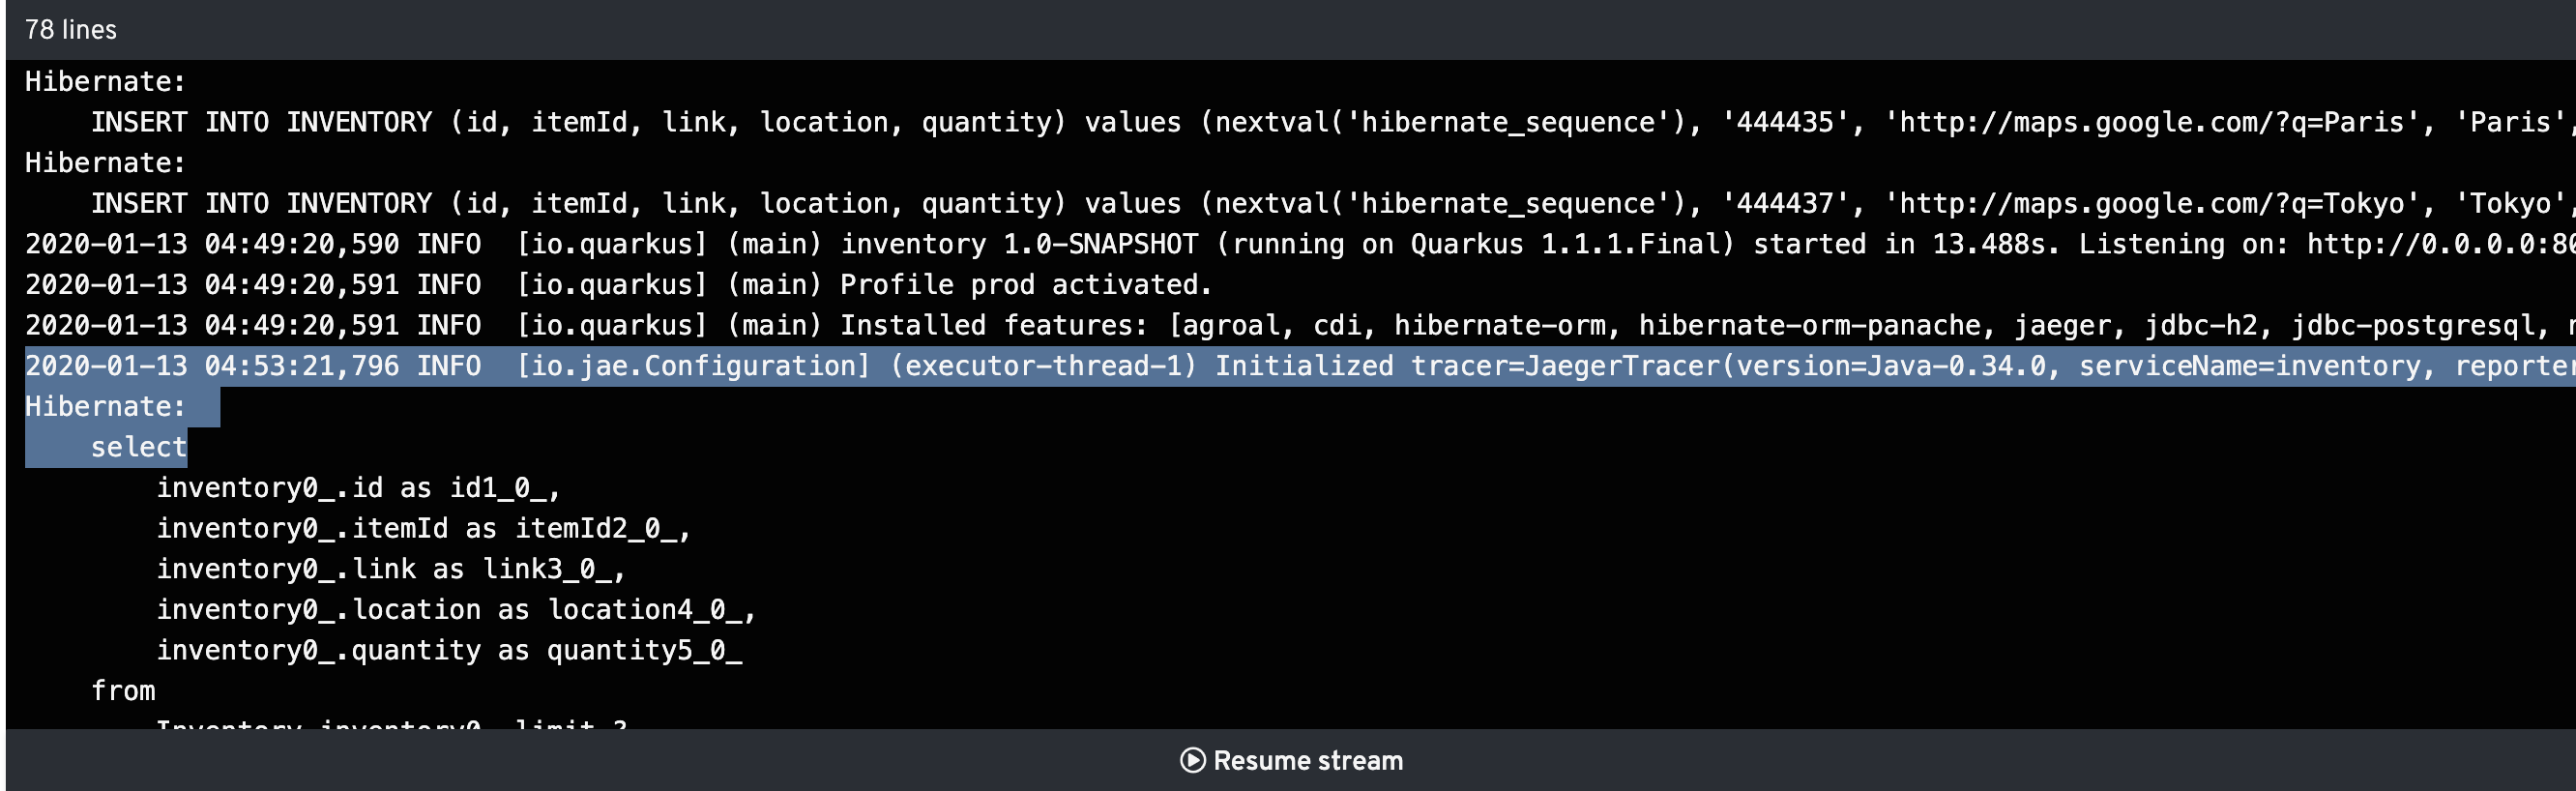 78 lines
Hibernate:
    INSERT INTO INVENTORY (id, itemId, link, location, quantity) values (nextval('hibernate_sequence'), '444435', 'http://maps.google.com/?q=Paris', 'Paris',
Hibernate:
    INSERT INTO INVENTORY (id, itemId, link, location, quantity) values (nextval('hibernate_sequence'), '444437', 'http://maps.google.com/?q=Tokyo', 'Tokyo',
2020-01-13 04:49:20,590 INFO  [io.quarkus] (main) inventory 1.0-SNAPSHOT (running on Quarkus 1.1.1.Final) started in 13.488s. Listening on: http://0.0.0.0:80
2020-01-13 04:49:20,591 INFO  [io.quarkus] (main) Profile prod activated.
2020-01-13 04:49:20,591 INFO  [io.quarkus] (main) Installed features: [agroal, cdi, hibernate-orm, hibernate-orm-panache, jaeger, jdbc-h2, jdbc-postgresql,
2020-01-13 04:53:21,796 INFO  [io.jae.Configuration] (executor-thread-1) Initialized tracer=JaegerTracer(version=Java-0.34.0, serviceName=inventory, reporter
Hibernate:
    select
        inventory0_.id as id1_0_,
        inventory0_.itemId as itemId2_0_,
        inventory0_.link as link3_0_,
        inventory0_.location as location4_0_,
        inventory0_.quantity as quantity5_0_
    from
        Inventory inventory0_ limit ?
Resume stream